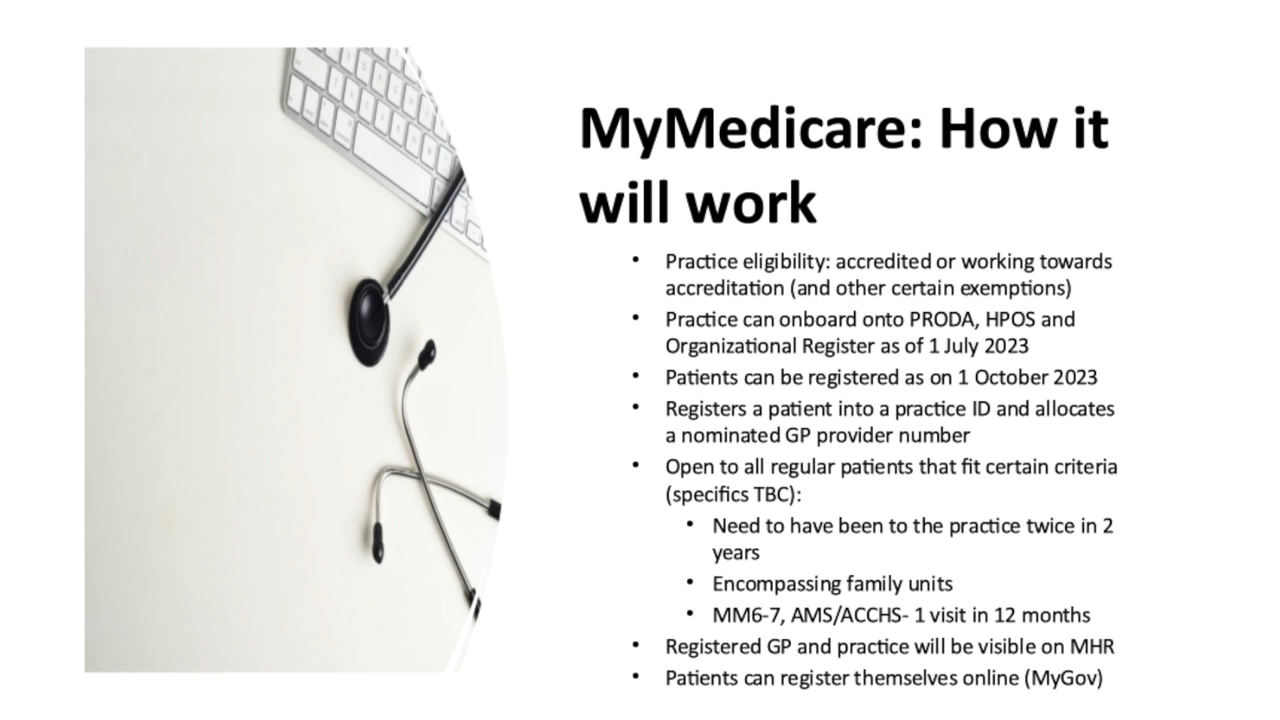 MyMedicare: How it
will work
• Practice eligibility: accredited or working towards
accreditation (and other certain exemptions)
• Practice can onboard onto PRODA, HPOS and
Organizational Register as of 1 July 2023
• Patients can be registered as on 1 October 2023
• Registers a patient into a practice ID and allocates
a nominated GP provider number
• Open to all regular patients that fit certain criteria
(specifics TBC):
• Need to have been to the practice twice in 2
years
• Encompassing family units
• MM6-7, AMS/ACCHS- 1 visit in 12 months
• Registered GP and practice will be visible on MHR
• Patients can register themselves online (MyGov)